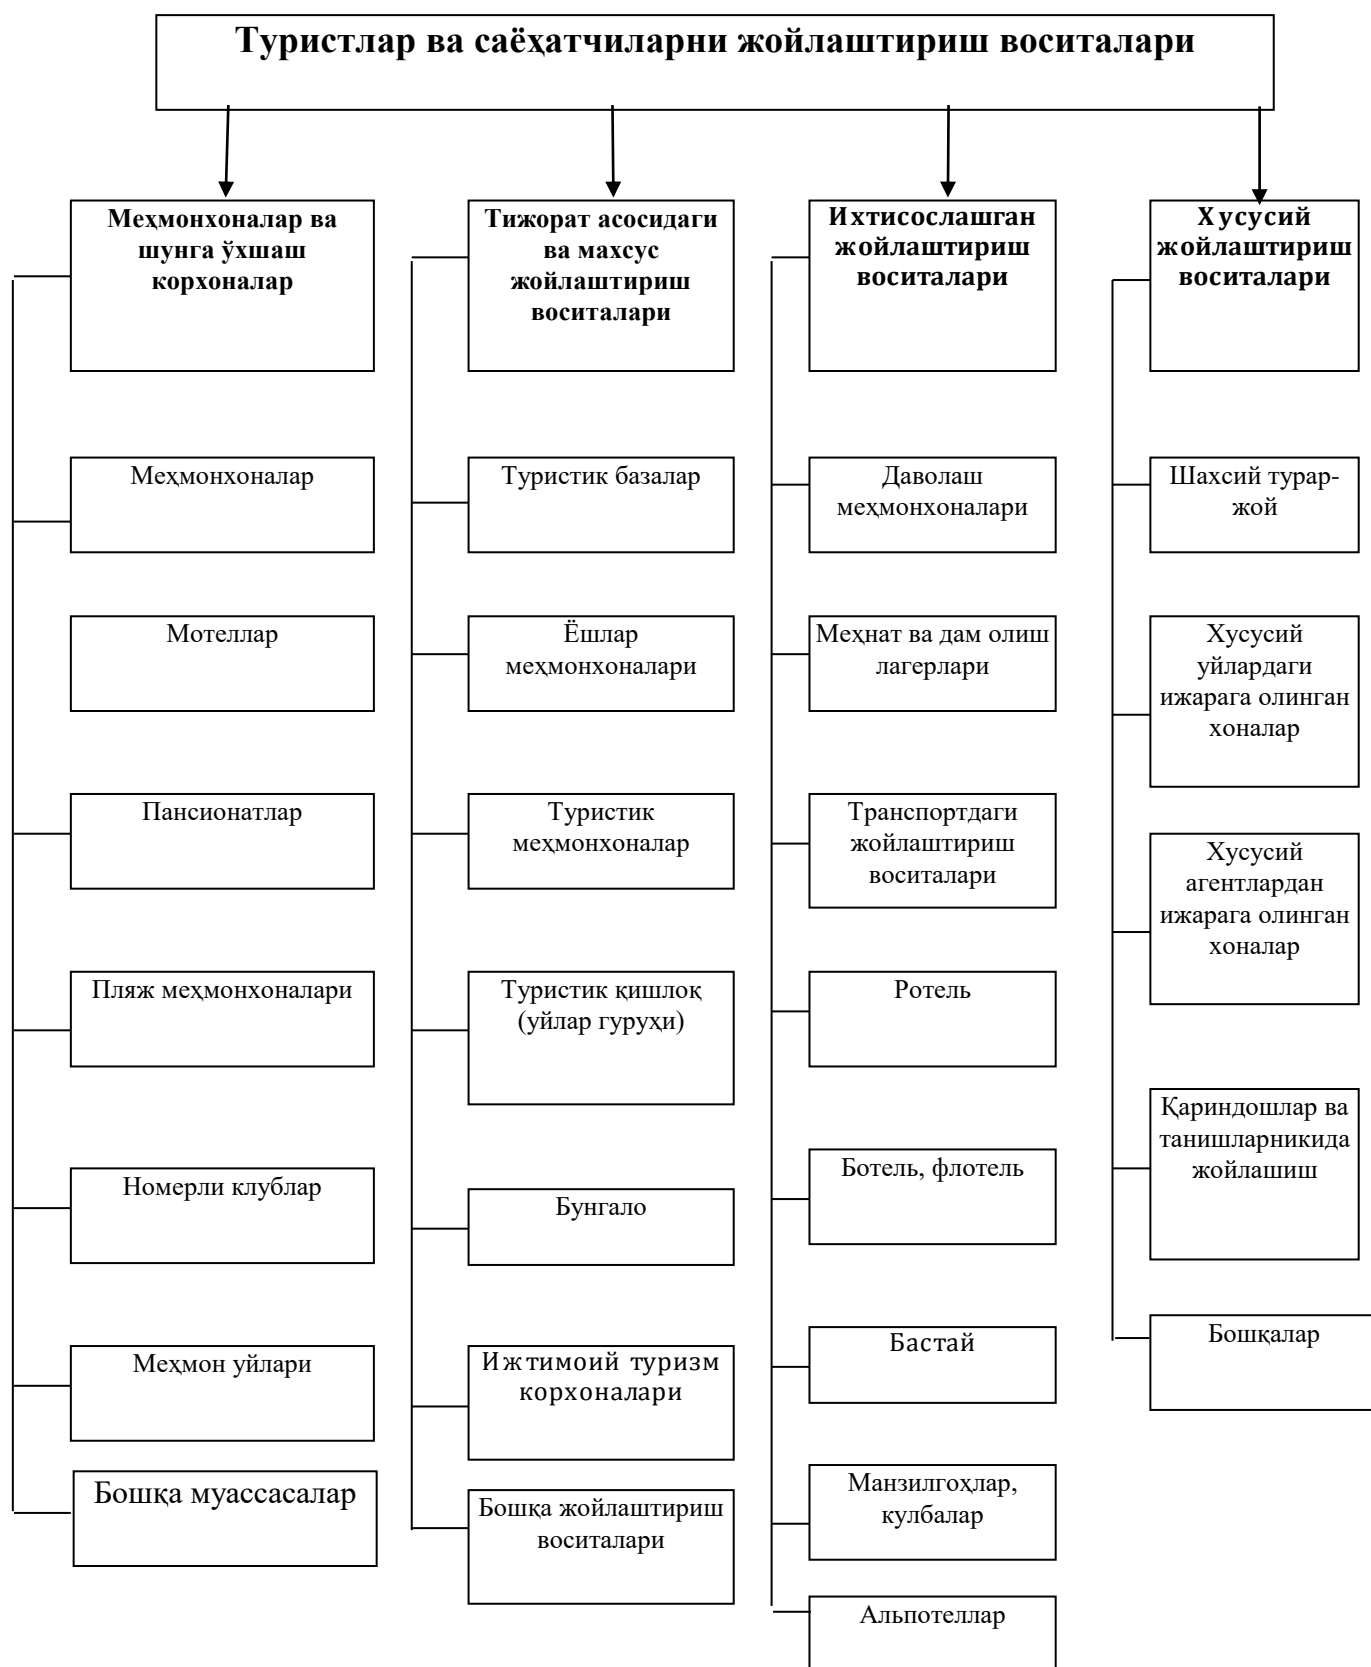 Туристлар ва саёҳатчиларни жойлаштириш воситалари
Меҳмонхоналар ва
шунга ўхшаш
корхоналар
Меҳмонхоналар
Мотеллар
Пансионатлар
Пляж меҳмонхоналари
Номерли клублар
Меҳмон уйлари
Бошқа муассасалар
Тижорат асосидаги
ва махсус
жойлаштириш
воситалари
Туристик базалар
Ёшлар
меҳмонхоналари
Туристик
меҳмонхоналар
Туристик қишлоқ
(уйлар гуруҳи)
Бунгало
Ижтимоий туризм
корхоналари
Бошқа жойлаштириш
воситалари
Ихтисослашган
жойлаштириш
воситалари
Даволаш
меҳмонхоналари
Меҳнат ва дам олиш
лагерлари
Транспортдаги
жойлаштириш
воситалари
Ротель
Ботель, флотель
Бастай
Манзилгоҳлар,
кулбалар
Альпотеллар
Хусусий
жойлаштириш
воситалари
Шахсий турар-
жой
Хусусий
уйлардаги
ижарага олинган
хоналар
Хусусий
агентлардан
ижарага олинган
хоналар
Қариндошлар ва
танишларникида
жойлашиш
Бошқалар